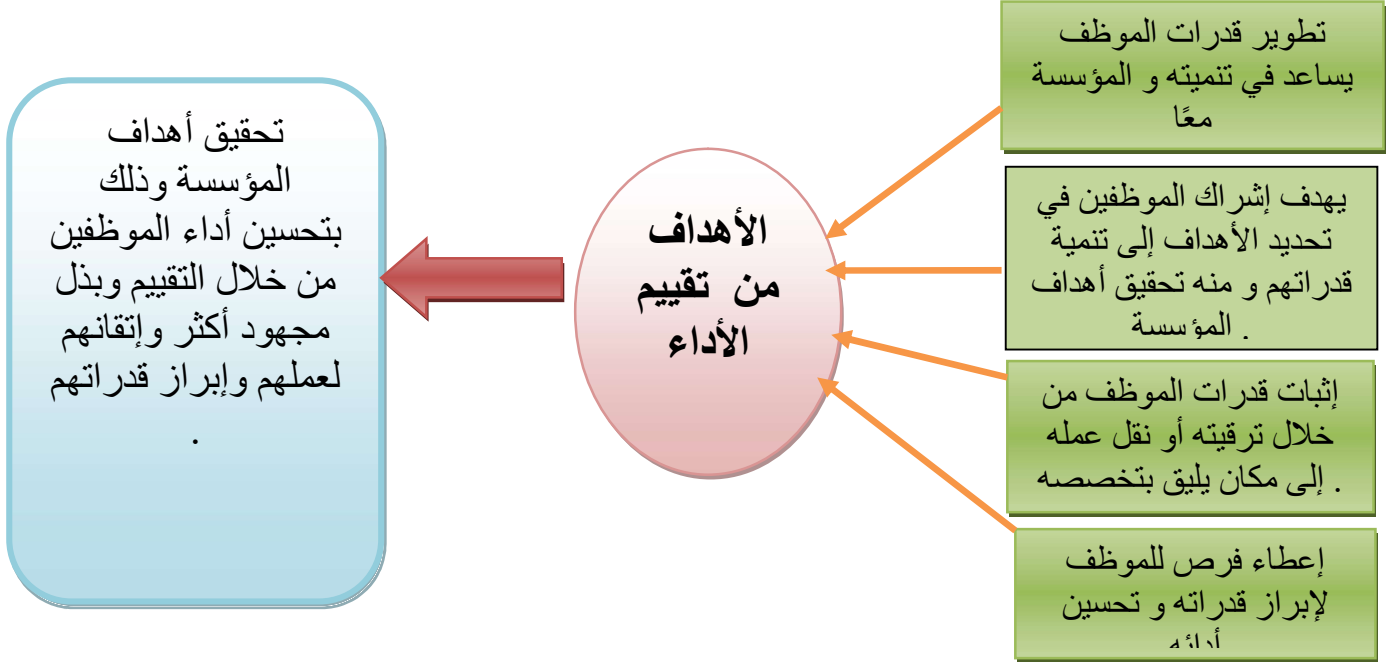 تطوير قدرات الموظف
يساعد في تنميته و المؤسسة
معًا
يهدف إشراك الموظفين في
تحديد الأهداف إلى تنمية
قدراتهم و منه تحقيق أهداف
المؤسسة .
إثبات قدرات الموظف من
خلال ترقيته أو نقل عمله
إلى مكان يليق بتخصصه .
إعطاء فرص للموظف
لإبراز قدراته و تحسين
أدائه
الأهداف
من تقييم
الأداء
تحقيق أهداف
المؤسسة وذلك
بتحسين أداء الموظفين
من خلال التقييم وبذل
مجهود أكثر وإتقانهم
لعملهم وإبراز قدراتهم
.